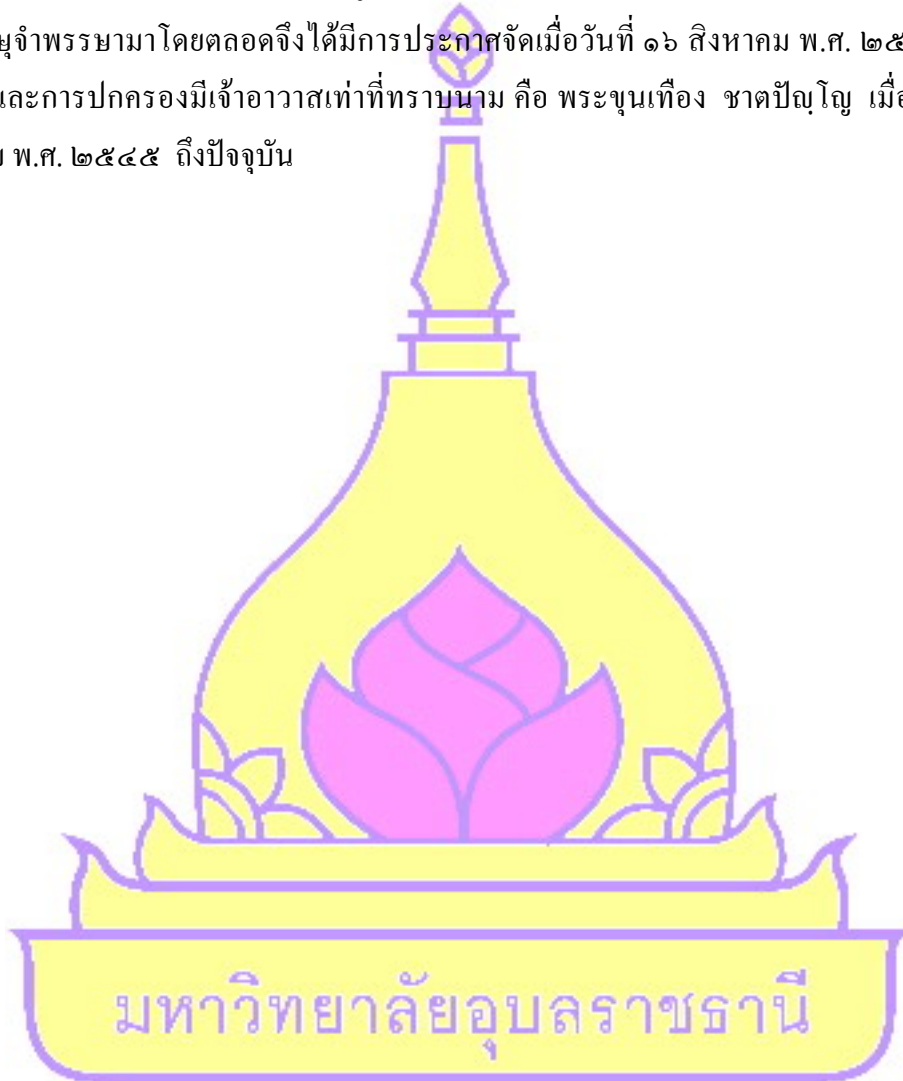 ษุจำพรรษามาโดยตลอดจึงได้มีการประกาศจัดเมื่อวันที่ ๑๖ สิงหาคม พ.ศ. ๒๕
และการปกครองมีเจ้าอาวาสเท่าที่ทราบนาม คือ พระขุนเทือง ชาตปัญฺโญ เมื่อ
พ.ศ. ๒๕๔๕ ถึงปัจจุบัน
มหาวิทยาลัยอุบลราชธานี